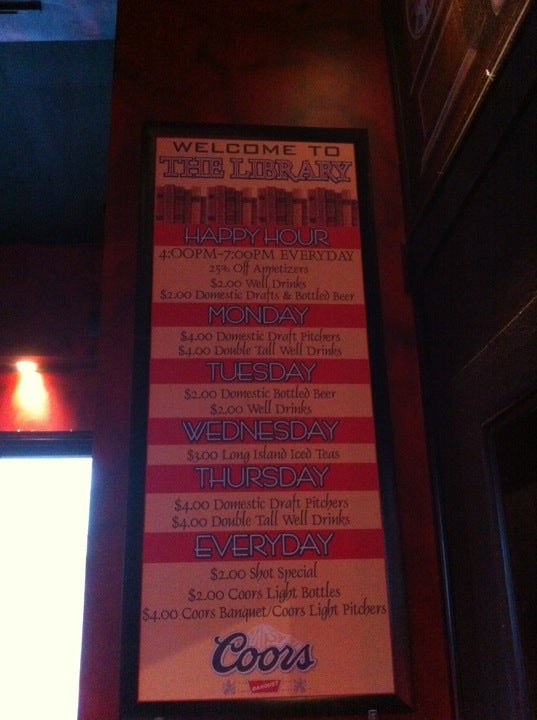 WELCOME TO
THE LIBRARY
HAPPY HOUR
4:00PM-7:00PM EVERYDAY
25% Off Appetizers
$2.00 Well Drinks
$2.00 Domestic Drafts & Bottled Beer
MONDAY
$4.00 Domestic Draft Pitchers
$4.00 Double Tall Well Drinks
TUESDAY
$2.00 Domestic Bottled Beer
$2.00 Well Drinks
WEDNESDAY
$3.00 Long Island Iced Teas
THURSDAY
$4.00 Domestic Draft Pitchers
$4.00 Double Tall Well Drinks
EVERYDAY
$2.00 Shot Special
$2.00 Coors Light Bottles
$4.00 Coors Banquet/Coors Light Pitchers
Coors
BANQUET